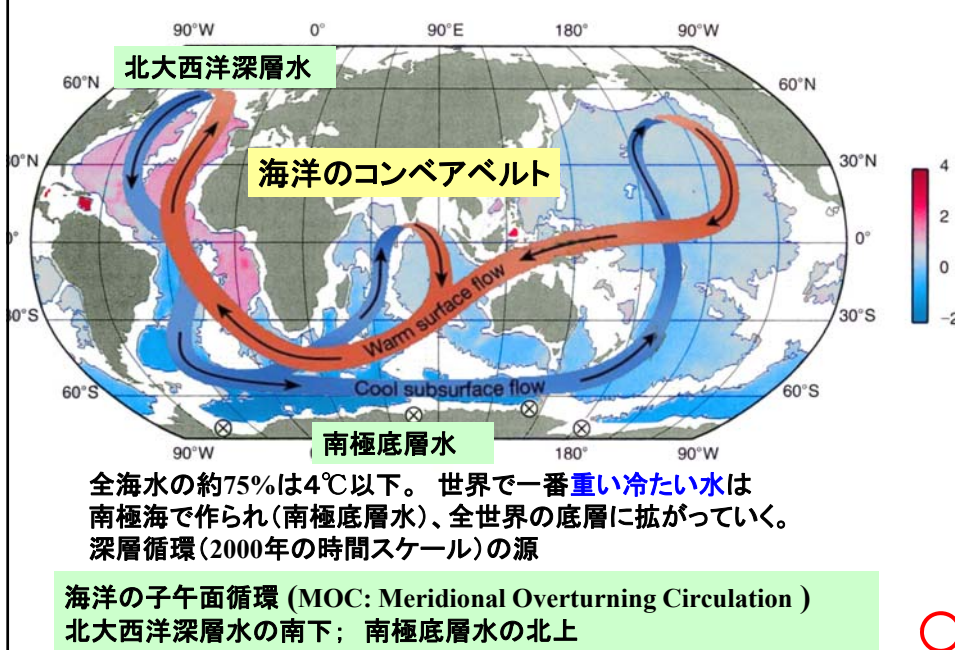 90°W 0° 90°E 180° 90°W
北大西洋深層水
60°N 60°N
海洋のコンベアベルト
30°N 30°N
4
2
0° 0°
0
-2
30°S 30°S
Warm surface flow
Cool subsurface flow
60°S 60°S
南極底層水
90°W 180° 90°W
全海水の約75%は4℃以下。 世界で一番重い冷たい水は
南極海で作られ(南極底層水)、全世界の底層に拡がっていく。
深層循環(2000年の時間スケール)の源
海洋の子午面循環 (MOC: Meridional Overturning Circulation )
北大西洋深層水の南下; 南極底層水の北上